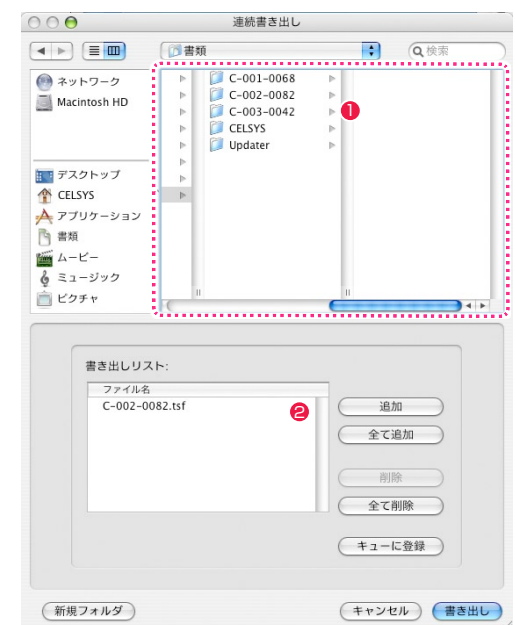 連続書き出し
書類
検索
ネットワーク
Macintosh HD
デスクトップ
CELSYS
アプリケーション
書類
ムービー
ミュージック
ピクチャ
C-001-0068
C-002-0082
C-003-0042
CELSYS
Updater
1
書き出しリスト:
ファイル名
C-002-0082.tsf
2
追加
全て追加
削除
全て削除
キューに登録
新規フォルダ
キャンセル
書き出し